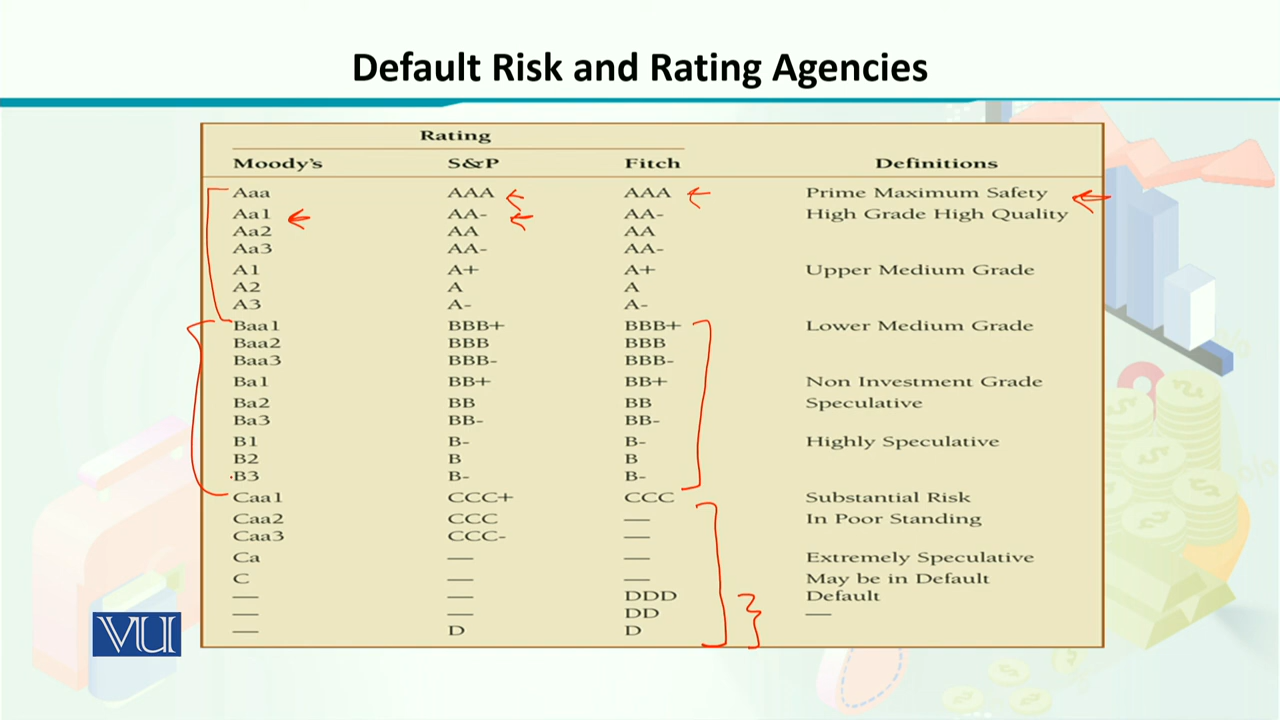 Default Risk and Rating Agencies
Rating
Moody's S&P Fitch Definitions
Aaa AAA AAA Prime Maximum Safety
Aa1 AA- AA- High Grade High Quality
Aa2 AA AA
Aa3 AA- AA-
A1 A+ A+ Upper Medium Grade
A2 A A
A3 A- A-
Baa1 BBB+ BBB+ Lower Medium Grade
Baa2 BBB BBB
Baa3 BBB- BBB-
Ba1 BB+ BB+ Non Investment Grade
Ba2 BB BB Speculative
Ba3 BB- BB-
B1 B- B- Highly Speculative
B2 B B
B3 B- B-
Caa1 CCC+ CCC Substantial Risk
Caa2 CCC — In Poor Standing
Caa3 CCC- —
Ca — — Extremely Speculative
C — — May be in Default
— — DDD Default
— — DD —
— D D
VU